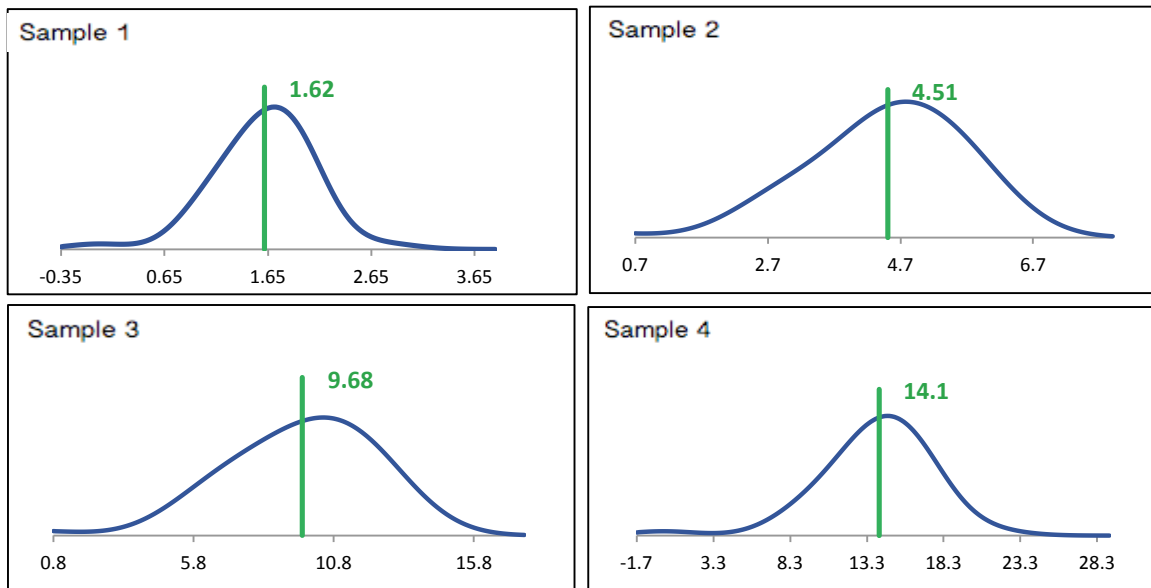 Sample 1
1.62
-0.35 0.65 1.65 2.65 3.65
Sample 2
4.51
0.7 2.7 4.7 6.7
Sample 3
9.68
0.8 5.8 10.8 15.8
Sample 4
14.1
-1.7 3.3 8.3 13.3 18.3 23.3 28.3